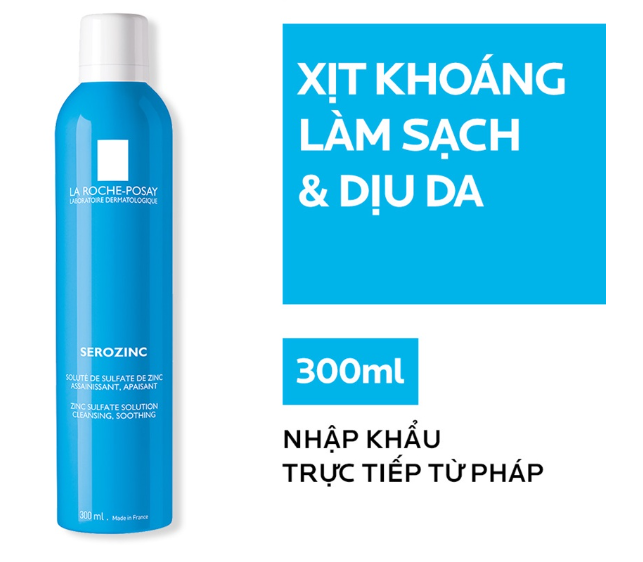 LA ROCHE-POSAY
LABORATOIRE DERMATOLOGIQUE
SEROZINC
SOLUTÉ DE SULFATE DE ZINC
ASSAINISSANT, APAISANT
ZINC SULFATE SOLUTION
CLEANSING, SOOTHING
300 ml . Made in France
XỊT KHOÁNG
LÀM SẠCH
& DỊU DA
300ml
NHẬP KHẨU
TRỰC TIẾP TỪ PHÁP